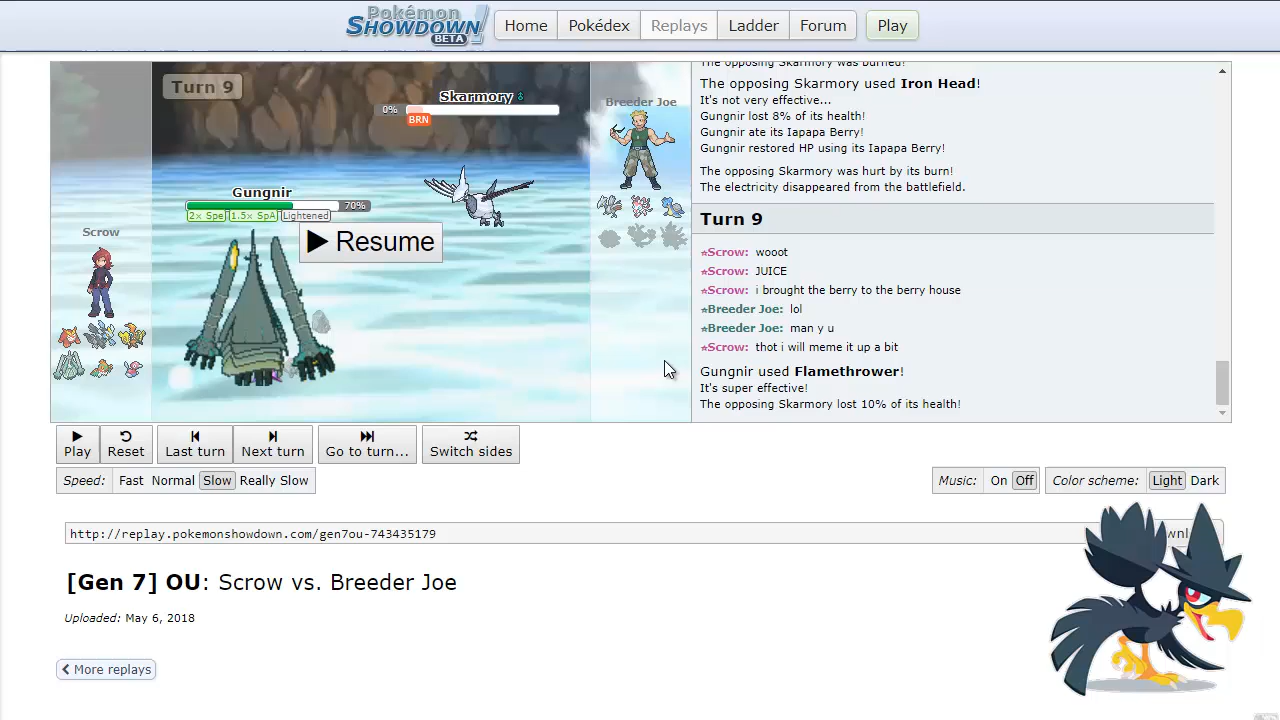 Pokémon
SHOWDOWN!
BETA
Home
Pokédex
Replays
Ladder
Forum
Play
Turn 9
Skarmory
0%
BRN
Gungnir
70%
2x Spe
1.5x SpA
Lightened
Resume
Scrow
Breeder Joe
The opposing Skarmory was burned!
The opposing Skarmory used Iron Head!
It's not very effective...
Gungnir lost 8% of its health!
Gungnir ate its Iapapa Berry!
Gungnir restored HP using its Iapapa Berry!
The opposing Skarmory was hurt by its burn!
The electricity disappeared from the battlefield.
Turn 9
☆Scrow: wooot
☆Scrow: JUICE
☆Scrow: i brought the berry to the berry house
☆Breeder Joe: lol
☆Breeder Joe: man y u
☆Scrow: thot i will meme it up a bit
Gungnir used Flamethrower!
It's super effective!
The opposing Skarmory lost 10% of its health!
Play
Reset
Last turn
Next turn
Go to turn...
Switch sides
Speed: Fast Normal Slow Really Slow
Music: On Off
Color scheme: Light Dark
http://replay.pokemonshowdown.com/gen7ou-743435179
[Gen 7] OU: Scrow vs. Breeder Joe
Uploaded: May 6, 2018
More replays